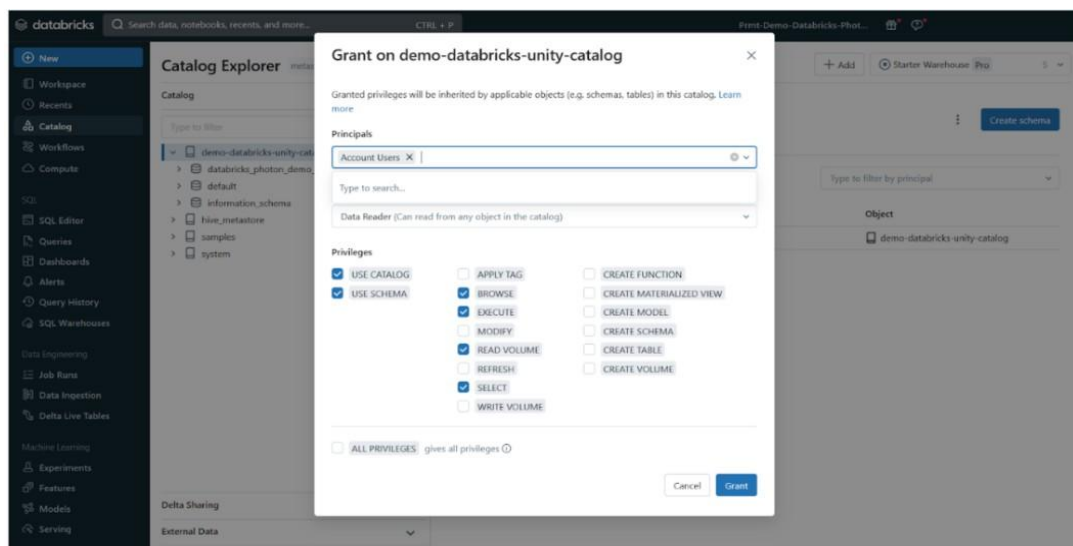 databricks
Search data, notebooks, recents, and more...
CTRL + P
New
Workspace
Recents
Catalog
Workflows
Compute
SQL
SQL Editor
Queries
Dashboards
Alerts
Query History
SQL Warehouses
Data Engineering
Job Runs
Data Ingestion
Delta Live Tables
Machine Learning
Experiments
Features
Models
Serving
Catalog Explorer
Catalog
Type to filter
databricks_photon_demo_
default
information_schema
hive_metastore
samples
system
Delta Sharing
External Data
Grant on demo-databricks-unity-catalog
Granted privileges will be inherited by applicable objects (e.g. schemas, tables) in this catalog. Learn
more
Principals
Account Users
Type to search...
Data Reader (Can read from any object in the catalog)
Privileges
USE CATALOG
USE SCHEMA
APPLY TAG
BROWSE
EXECUTE
MODIFY
READ VOLUME
REFRESH
SELECT
WRITE VOLUME
CREATE FUNCTION
CREATE MATERIALIZED VIEW
CREATE MODEL
CREATE SCHEMA
CREATE TABLE
CREATE VOLUME
ALL PRIVILEGES gives all privileges
Cancel
Grant
+ Add
Starter Warehouse Pro
S
Create schema
Type to filter by principal
Object
demo-databricks-unity-catalog